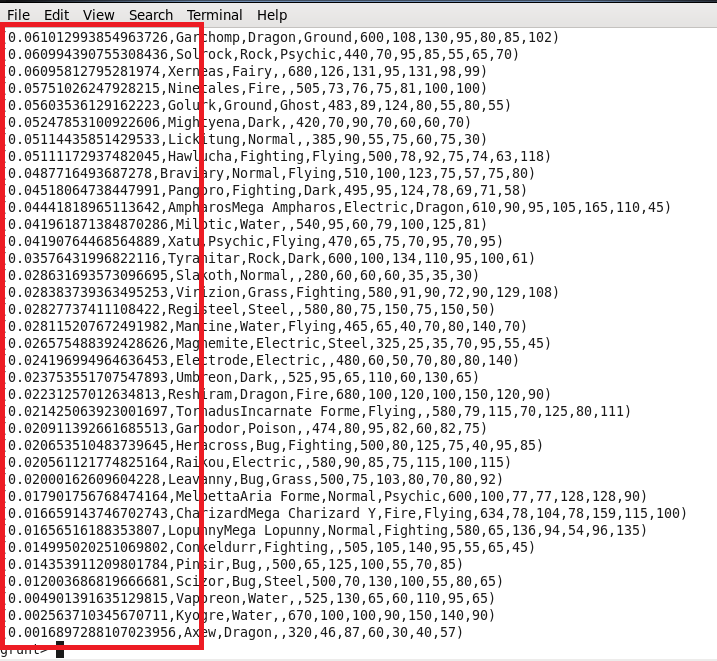 File Edit View Search Terminal Help
(0.061012993854963726,Garchomp,Dragon,Ground,600,108,130,95,80,85,102)
(0.060994390755308436,Solrock,Rock,Psychic,440,70,95,85,55,65,70)
(0.06095812795281974,Xerneas,Fairy,,680,126,131,95,131,98,99)
(0.05751026247928215,Ninetales,Fire,,505,73,76,75,81,100,100)
(0.05603536129162223,Golurk,Ground,Ghost,483,89,124,80,55,80,55)
(0.05247853100922606,Mightyena,Dark,,420,70,90,70,60,60,70)
(0.05114435851429533,Lickitung,Normal,,385,90,55,75,60,75,30)
(0.05111172937482045,Hawlucha,Fighting,Flying,500,78,92,75,74,63,118)
(0.0487716493687278,Braviary,Normal,Flying,510,100,123,75,57,75,80)
(0.04518064738447991,Pangoro,Fighting,Dark,495,95,124,78,69,71,58)
(0.04441818965113642,AmpharosMega Ampharos,Electric,Dragon,610,90,95,105,165,110,45)
(0.041961871384870286,Milotic,Water,,540,95,60,79,100,125,81)
(0.04190764468564889,Xatu,Psychic,Flying,470,65,75,70,95,70,95)
(0.03576431996822116,Tyranitar,Rock,Dark,600,100,134,110,95,100,61)
(0.028631693573096695,Slakoth,Normal,,280,60,60,60,35,35,30)
(0.028383739363495253,Virizion,Grass,Fighting,580,91,90,72,90,129,108)
(0.02827737411108422,Registeel,Steel,,580,80,75,150,75,150,50)
(0.028115207672491982,Mantine,Water,Flying,465,65,40,70,80,140,70)
(0.026575488392428626,Magnemite,Electric,Steel,325,25,35,70,95,55,45)
(0.024196994964636453,Electrode,Electric,,480,60,50,70,80,80,140)
(0.023753551707547893,Umbreon,Dark,,525,95,65,110,60,130,65)
(0.02231257012634813,Reshiram,Dragon,Fire,680,100,120,100,150,120,90)
(0.021425063923001697,TornadusIncarnate Forme,Flying,,580,79,115,70,125,80,111)
(0.020911392661685513,Garbodor,Poison,,474,80,95,82,60,82,75)
(0.020653510483739645,Heracross,Bug,Fighting,500,80,125,75,40,95,85)
(0.020561121774825164,Raikou,Electric,,580,90,85,75,115,100,115)
(0.02000162609604228,Leavanny,Bug,Grass,500,75,103,80,70,80,92)
(0.017901756768474164,MeloettaAria Forme,Normal,Psychic,600,100,77,77,128,128,90)
(0.016659143746702743,CharizardMega Charizard Y,Fire,Flying,634,78,104,78,159,115,100)
(0.01656516188353807,LopunnyMega Lopunny,Normal,Fighting,580,65,136,94,54,96,135)
(0.014995020251069802,Conkeldurr,Fighting,,505,105,140,95,55,65,45)
(0.014353911209801784,Pinsir,Bug,,500,65,125,100,55,70,85)
(0.012003686819666681,Scizor,Bug,Steel,500,70,130,100,55,80,65)
(0.004901391635129815,Vaporeon,Water,,525,130,65,60,110,95,65)
(0.002563710345670711,Kyogre,Water,,670,100,100,90,150,140,90)
(0.0016897288107023956,Axew,Dragon,,320,46,87,60,30,40,57)
grunt>